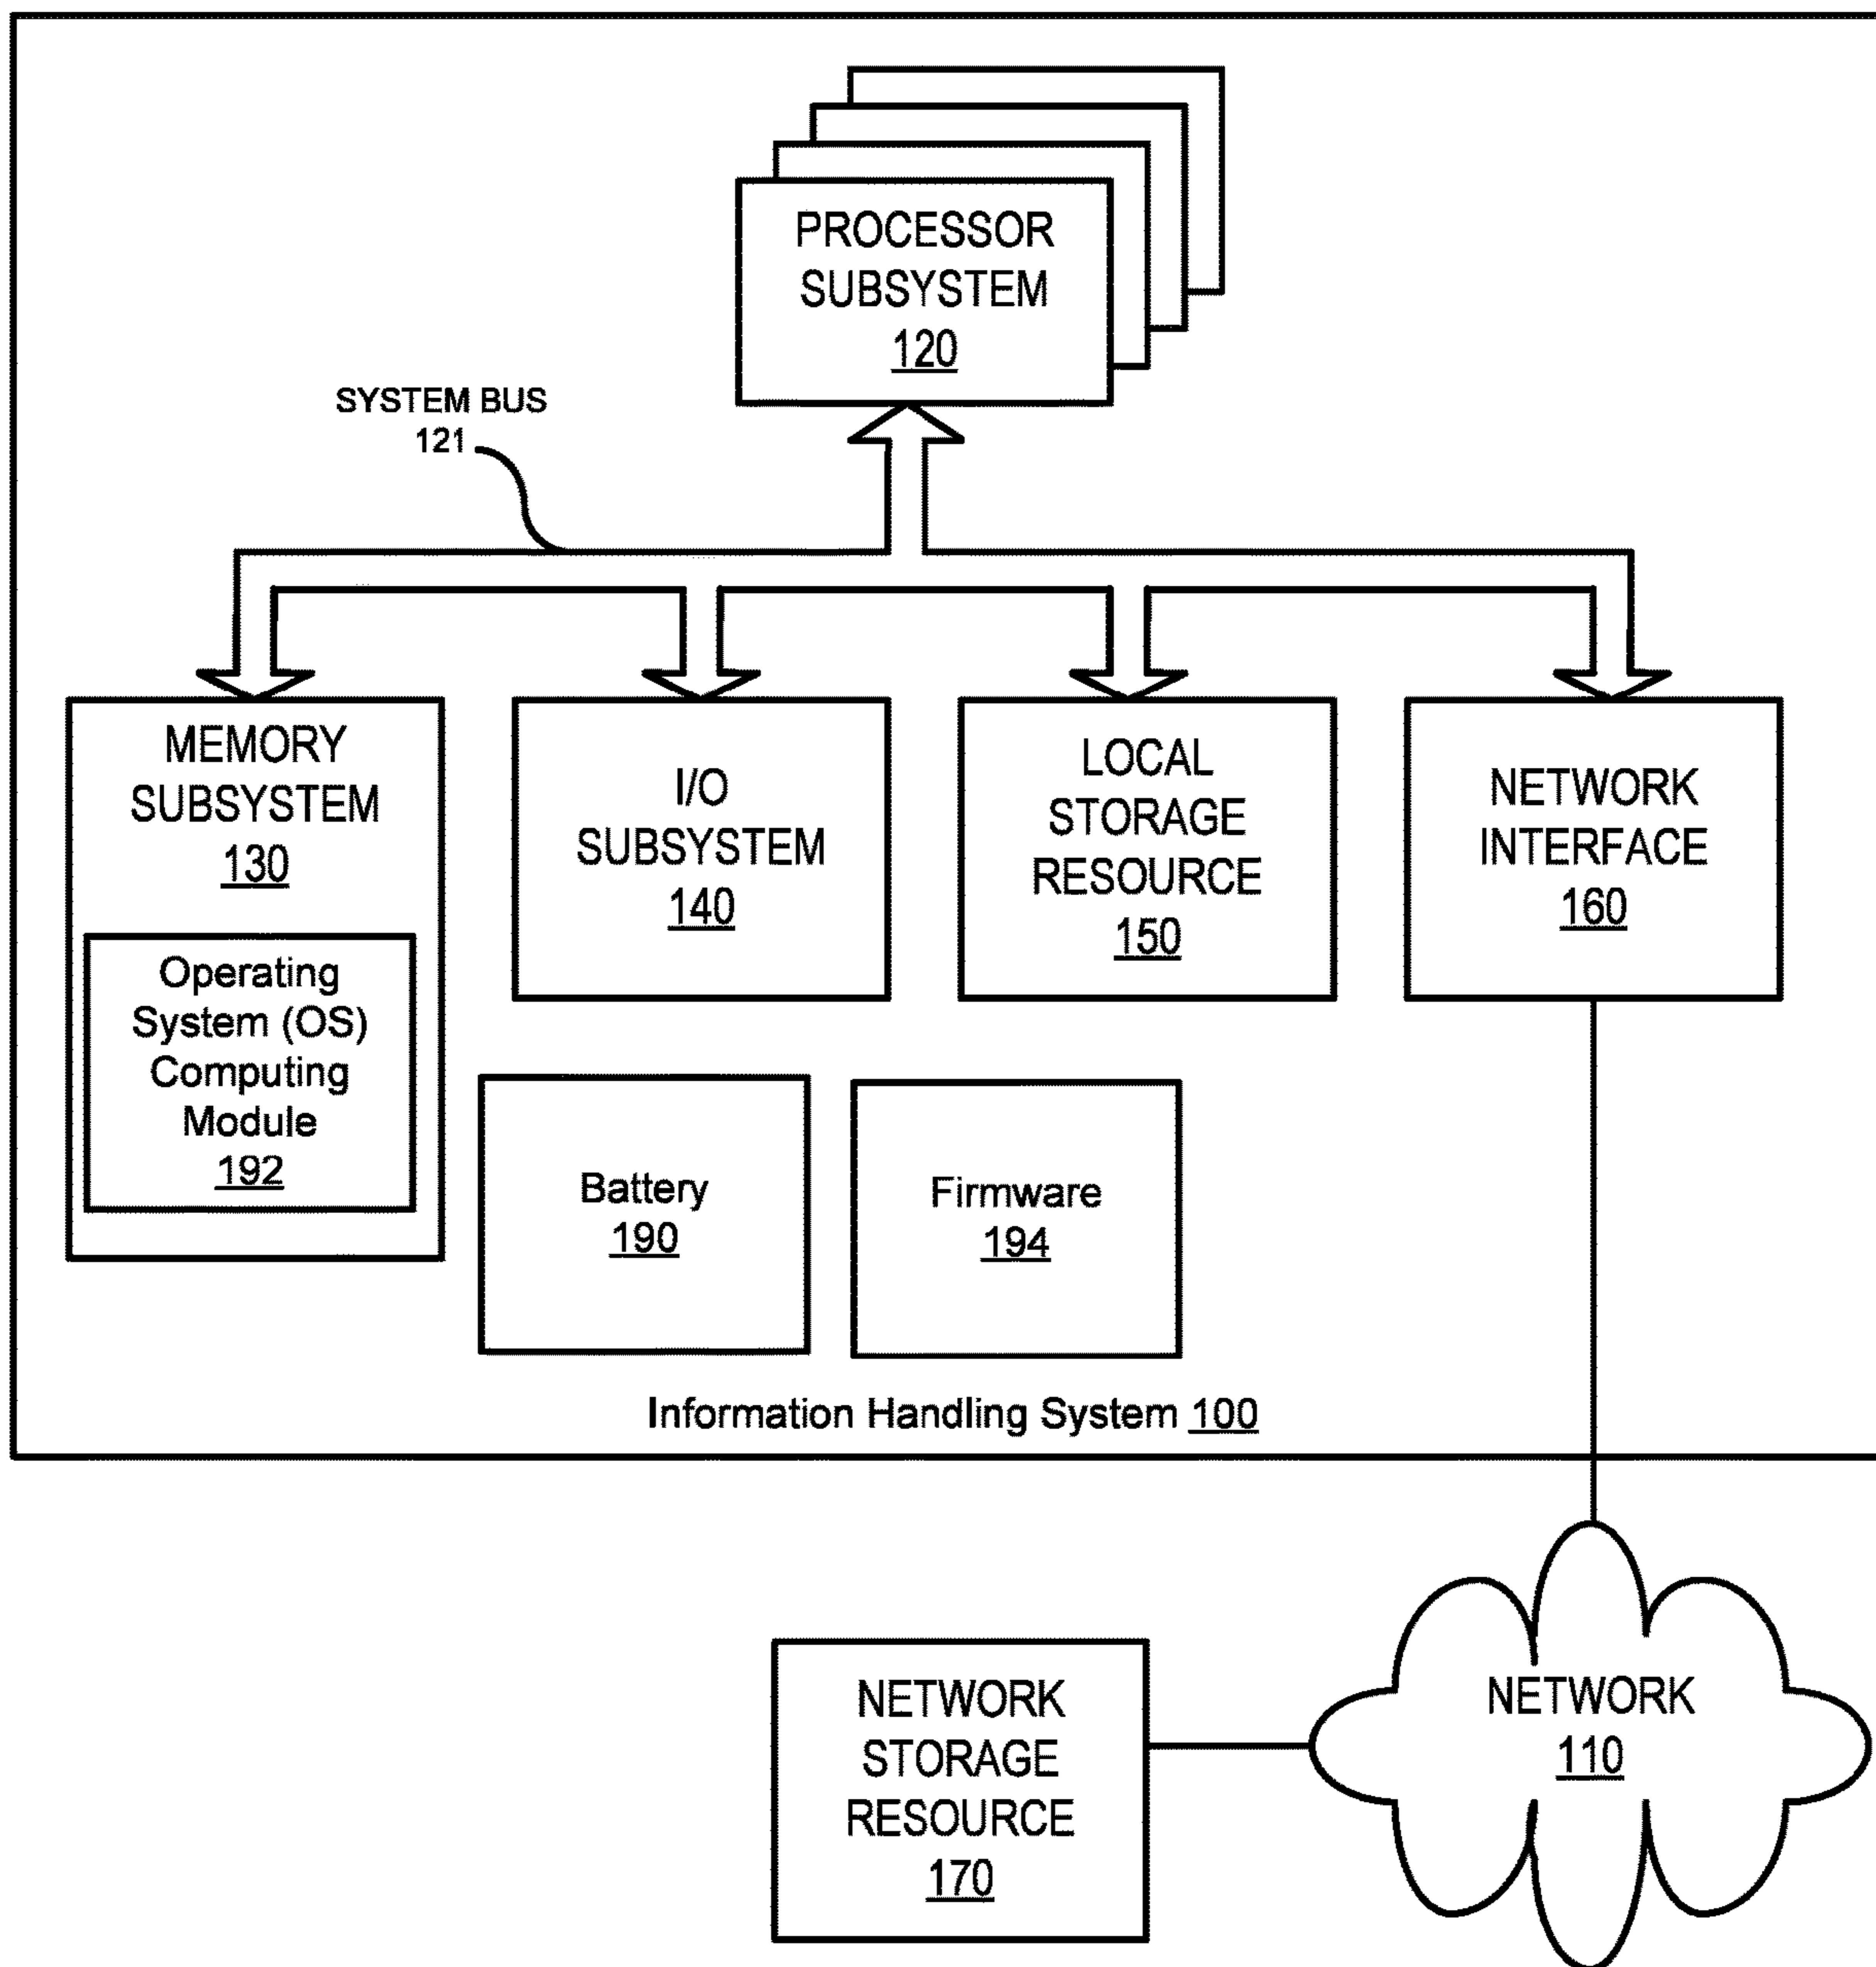 PROCESSOR
SUBSYSTEM
120
SYSTEM BUS
121
MEMORY
SUBSYSTEM
130
Operating
System (OS)
Computing
Module
192
I/O
SUBSYSTEM
140
LOCAL
STORAGE
RESOURCE
150
NETWORK
INTERFACE
160
Battery
190
Firmware
194
Information Handling System 100
NETWORK
STORAGE
RESOURCE
170
NETWORK
110